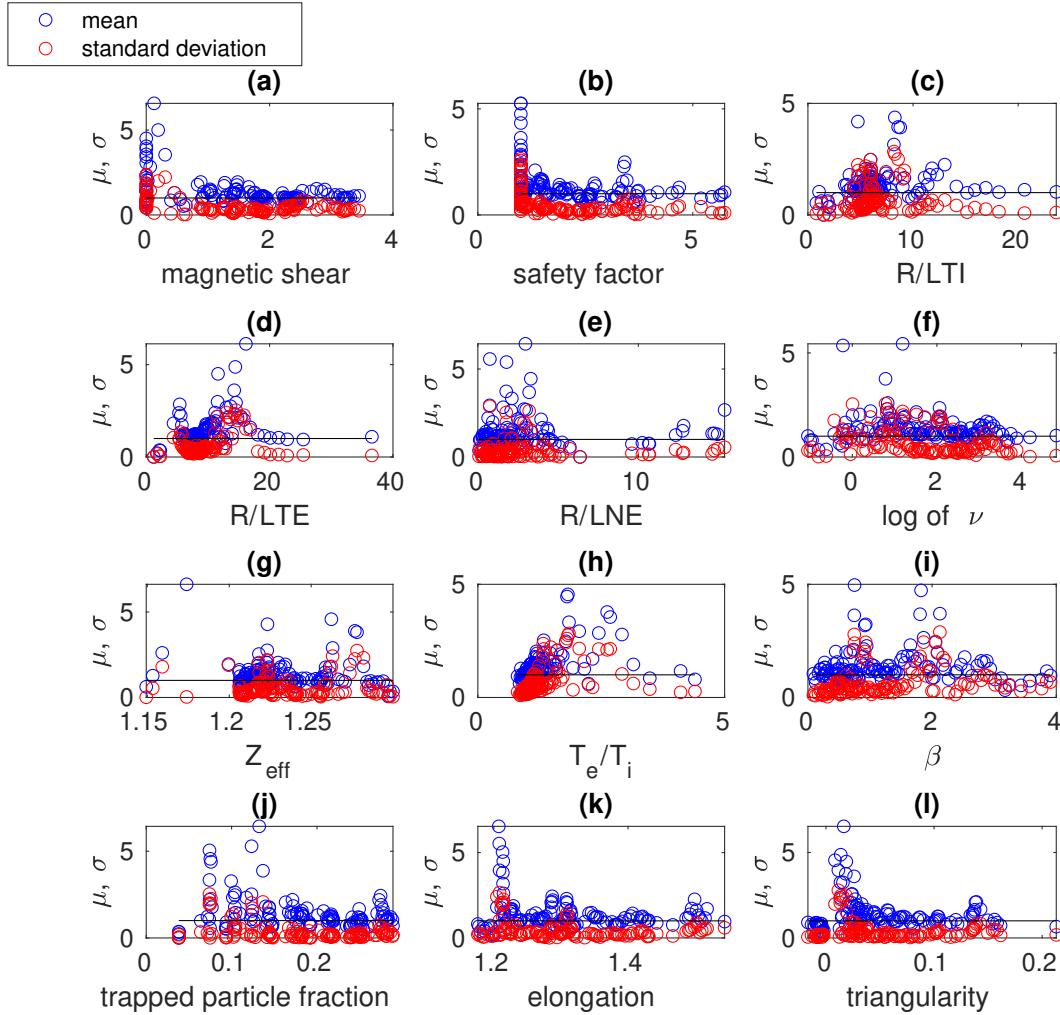 mean
standard deviation
(a) (b) (c)
μ, σ
5
0
0 2 4
magnetic shear
μ, σ
5
0
0 5
safety factor
μ, σ
5
0
0 10 20
R/LTI
(d) (e) (f)
μ, σ
5
0
0 20 40
R/LTE
μ, σ
5
0
0 10
R/LNE
μ, σ
5
0
0 2 4
log of ν
(g) (h) (i)
μ, σ
5
0
1.15 1.2 1.25
Z_eff
μ, σ
5
0
0 5
T_e/T_i
μ, σ
5
0
0 2 4
β
(j) (k) (l)
μ, σ
5
0
0 0.1 0.2
trapped particle fraction
μ, σ
5
0
1.2 1.4
elongation
μ, σ
5
0
0 0.1 0.2
triangularity